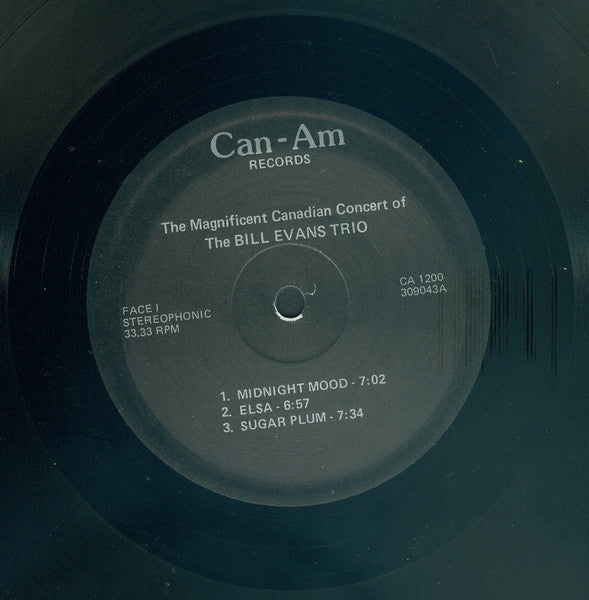 Can-Am
RECORDS
The Magnificent Canadian Concert of
The BILL EVANS TRIO
FACE I
STEREOPHONIC
33.33 RPM
CA 1200
309043A
1. MIDNIGHT MOOD - 7:02
2. ELSA - 6:57
3. SUGAR PLUM - 7:34